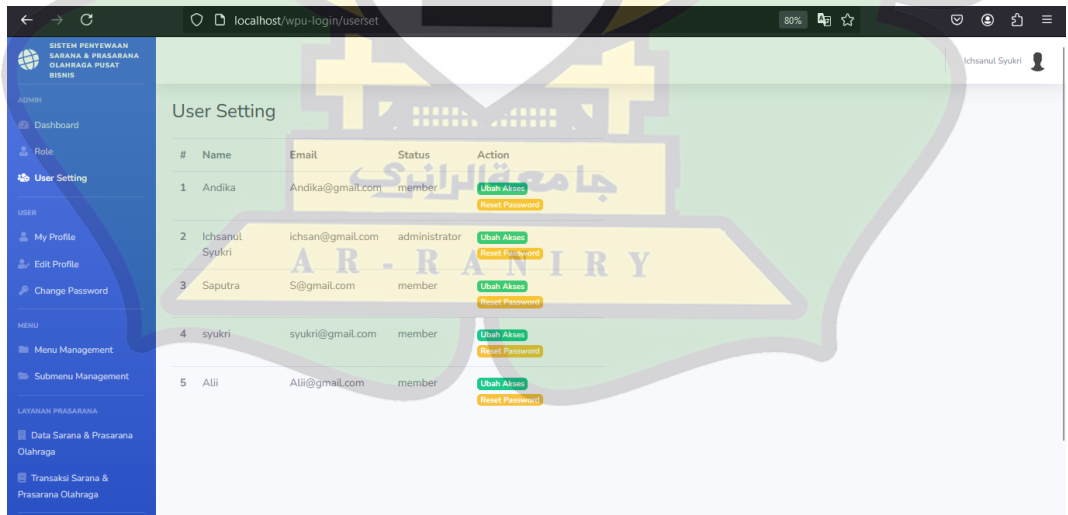 localhost/wpu-login/userset
80%
SISTEM PENYEWAAN
SARANA & PRASARANA
OLAHRAGA PUSAT
BISNIS
Ichsanul Syukri
ADMIN
Dashboard
Role
User Setting
USER
My Profile
Edit Profile
Change Password
MENU
Menu Management
Submenu Management
LAYANAN PRASARANA
Data Sarana & Prasarana
Olahraga
Transaksi Sarana &
Prasarana Olahraga
User Setting
# Name Email Status Action
1 Andika Andika@gmail.com member Ubah Akses
Reset Password
2 Ichsanul ichsan@gmail.com administrator Ubah Akses
Syukri Reset Password
3 Saputra S@gmail.com member Ubah Akses
Reset Password
4 syukri syukri@gmail.com member Ubah Akses
Reset Password
5 Alii Alii@gmail.com member Ubah Akses
Reset Password
جامعة الرانري
AR-RANIRY